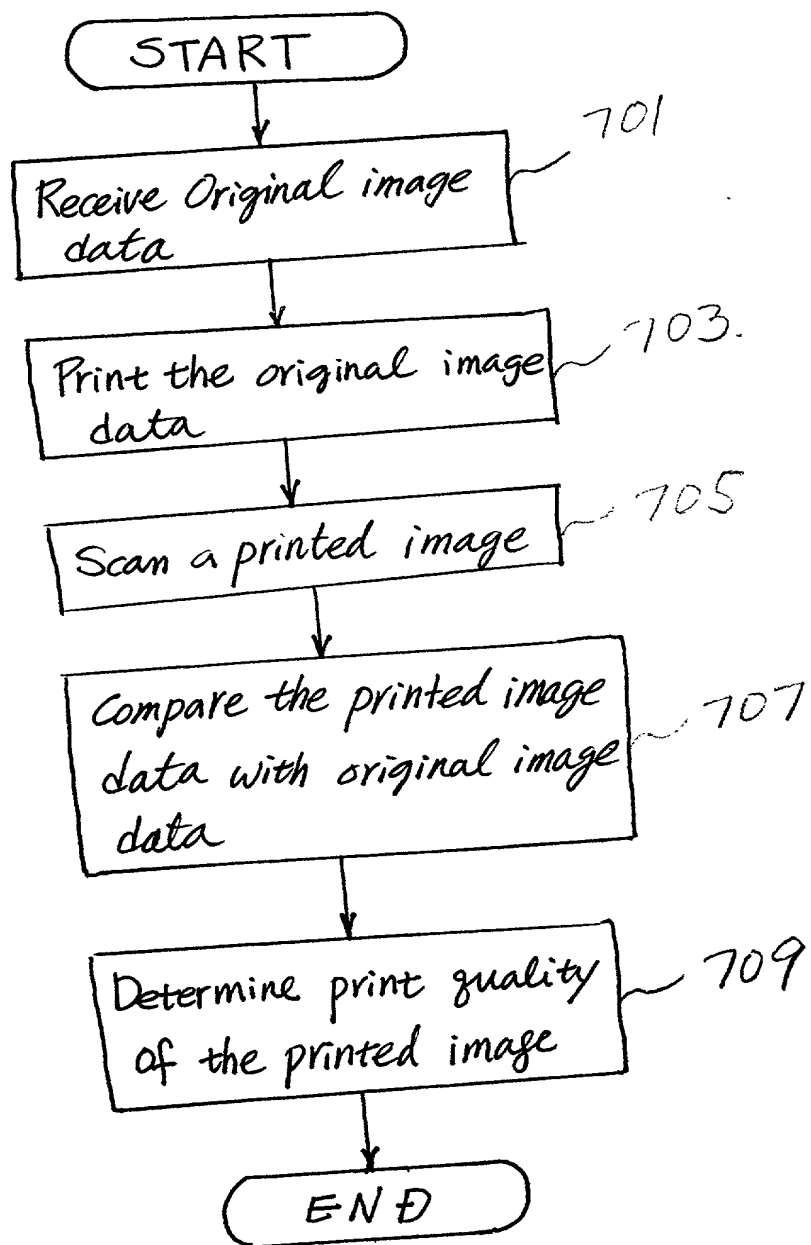 START
701
Receive Original image
data
703.
Print the original image
data
705
Scan a printed image
Compare the printed image
707
data with original image
data
Determine print quality
709
of the printed image
END